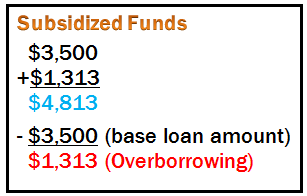 Subsidized Funds
$3,500
+$1,313
$4,813
- $3,500 (base loan amount)
$1,313 (Overborrowing)